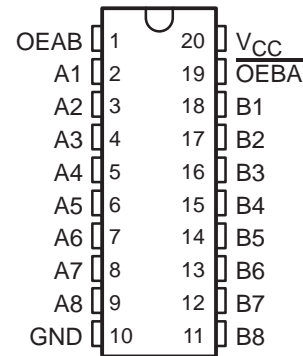 OEAB 1 20 VCC
A1 2 19 OEBA
A2 3 18 B1
A3 4 17 B2
A4 5 16 B3
A5 6 15 B4
A6 7 14 B5
A7 8 13 B6
A8 9 12 B7
GND 10 11 B8